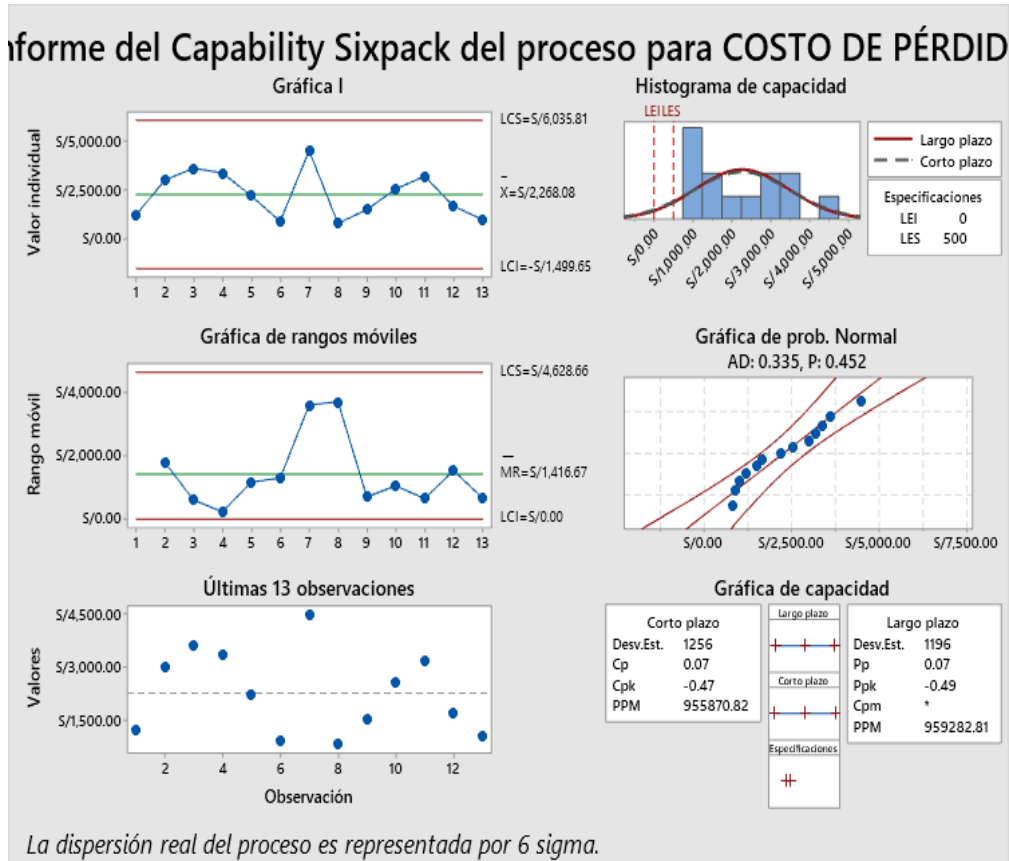 nforme del Capability Sixpack del proceso para COSTO DE PÉRDID
Gráfica I
Valor individual
S/5,000.00
S/2,500.00
S/0.00
LCS=S/6,035.81
_
X=S/2,268.08
LCI=-S/1,499.65
1 2 3 4 5 6 7 8 9 10 11 12 13
Histograma de capacidad
LEI LES
S/0.00 S/1,000.00 S/2,000.00 S/3,000.00 S/4,000.00 S/5,000.00
Largo plazo
Corto plazo
Especificaciones
LEI 0
LES 500
Gráfica de rangos móviles
Rango móvil
S/4,000.00
S/2,000.00
S/0.00
LCS=S/4,628.66
__
MR=S/1,416.67
LCI=S/0.00
1 2 3 4 5 6 7 8 9 10 11 12 13
Gráfica de prob. Normal
AD: 0.335, P: 0.452
S/0.00 S/2,500.00 S/5,000.00 S/7,500.00
Últimas 13 observaciones
Valores
S/4,500.00
S/3,000.00
S/1,500.00
2 4 6 8 10 12
Observación
Gráfica de capacidad
Corto plazo
Desv.Est. 1256
Cp 0.07
Cpk -0.47
PPM 955870.82
Largo plazo
Corto plazo
Especificaciones
Largo plazo
Desv.Est. 1196
Pp 0.07
Ppk -0.49
Cpm *
PPM 959282.81
La dispersión real del proceso es representada por 6 sigma.